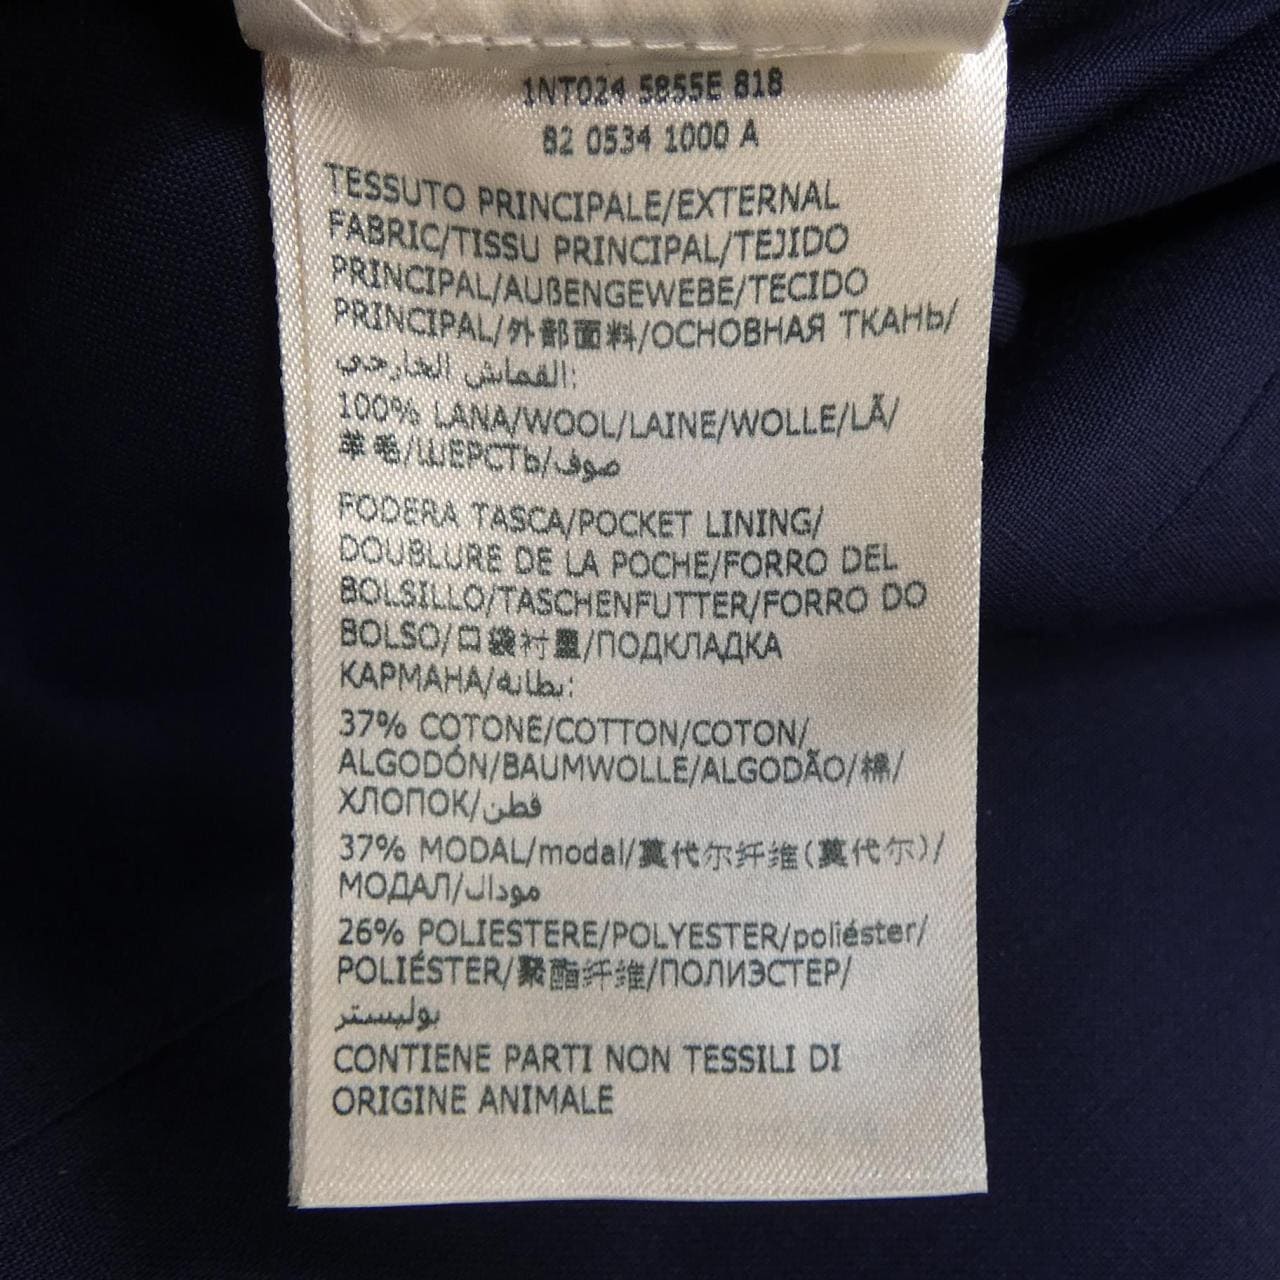 1NT024 5855E 818
82 0534 1000 A
TESSUTO PRINCIPALE/EXTERNAL
FABRIC/TISSU PRINCIPAL/TEJIDO
PRINCIPAL/AUßENGEWEBE/TECIDO
PRINCIPAL/外部面料/ОСНОВНАЯ ТКАНЬ/
القماش الخارجي:
100% LANA/WOOL/LAINE/WOLLE/LÃ/
羊毛/ШЕРСТЬ/صوف
FODERA TASCA/POCKET LINING/
DOUBLURE DE LA POCHE/FORRO DEL
BOLSILLO/TASCHENFUTTER/FORRO DO
BOLSO/口袋衬里/ПОДКЛАДКА
КАРМАНА/بطانة:
37% COTONE/COTTON/COTON/
ALGODÓN/BAUMWOLLE/ALGODÃO/棉/
ХЛОПОК/قطن
37% MODAL/modal/莫代尔纤维(莫代尔)/
МОДАЛ/مودال
26% POLIESTERE/POLYESTER/poliéster/
POLIÉSTER/聚酯纤维/ПОЛИЭСТЕР/
بوليستر
CONTIENE PARTI NON TESSILI DI
ORIGINE ANIMALE